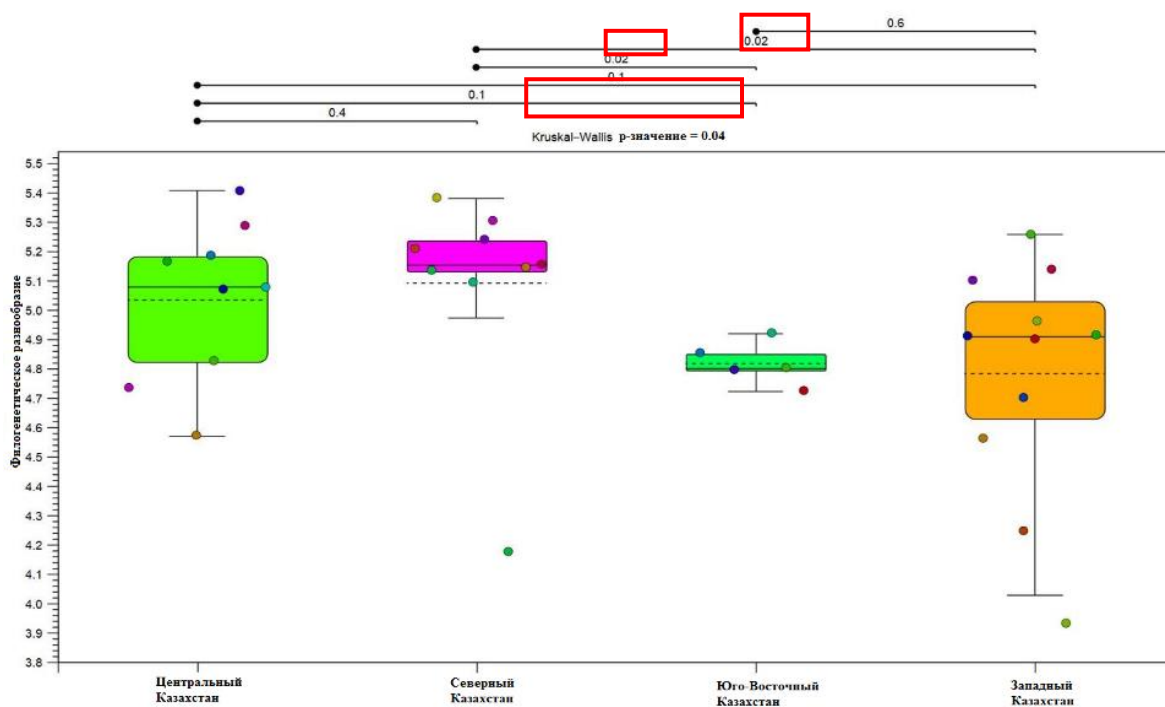 0.6
0.02
0.02
0.1
0.1
0.4
Kruskal–Wallis р-значение = 0.04
Филогенетическое разнообразие
5.5
5.4
5.3
5.2
5.1
5.0
4.9
4.8
4.7
4.6
4.5
4.4
4.3
4.2
4.1
4.0
3.9
3.8
Центральный
Казахстан
Северный
Казахстан
Юго-Восточный
Казахстан
Западный
Казахстан